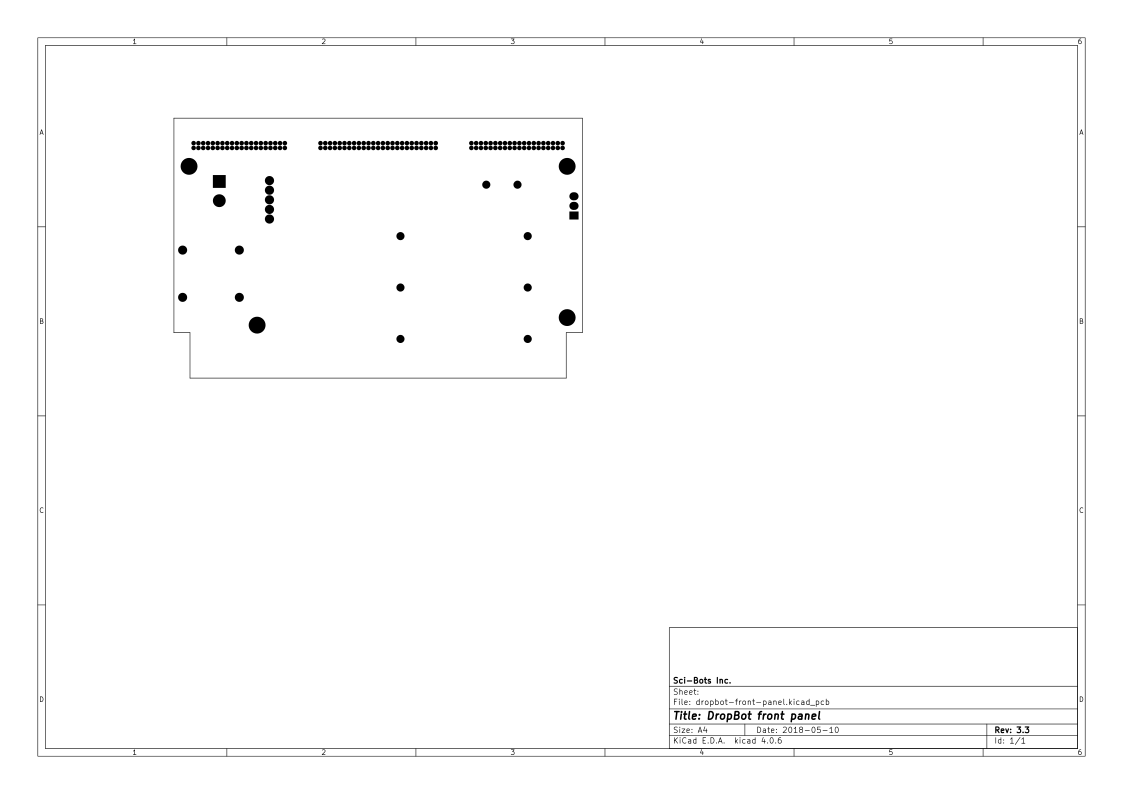 1 2 3 4 5 6
A A
B B
C C
D D
Sci-Bots Inc.
Sheet:
File: dropbot-front-panel.kicad_pcb
Title: DropBot front panel
Size: A4 Date: 2018-05-10 Rev: 3.3
KiCad E.D.A. kicad 4.0.6 Id: 1/1
1 2 3 4 5 6